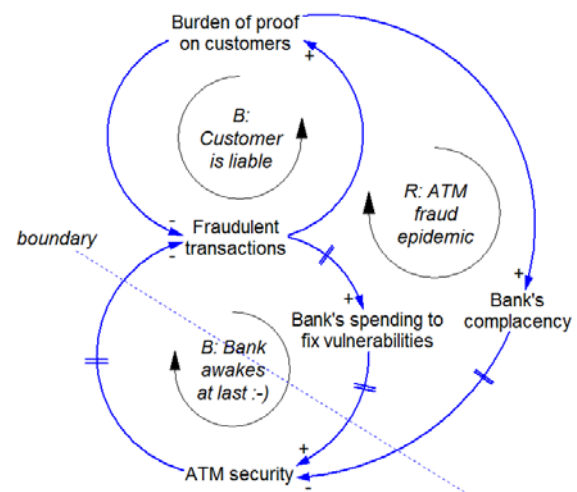 Burden of proof
on customers
+
B:
Customer
is liable
R: ATM
fraud
epidemic
-
Fraudulent
transactions
-
boundary
+
Bank's spending to
fix vulnerabilities
+
Bank's
complacency
B: Bank
awakes
at last :-)
+
ATM security
-